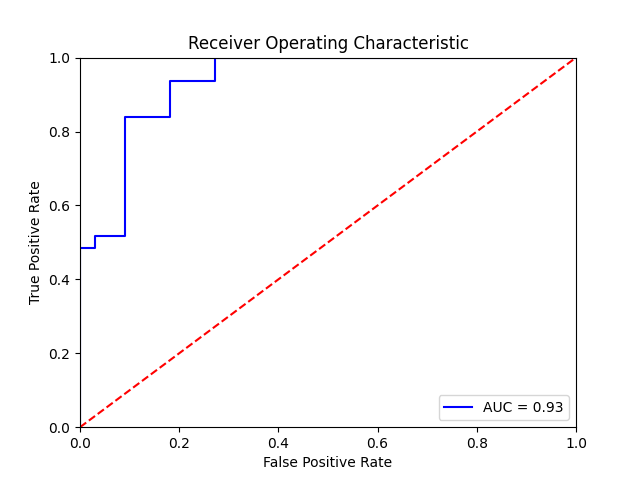 Receiver Operating Characteristic
1.0
0.8
0.6
0.4
0.2
0.0
True Positive Rate
AUC = 0.93
0.0 0.2 0.4 0.6 0.8 1.0
False Positive Rate